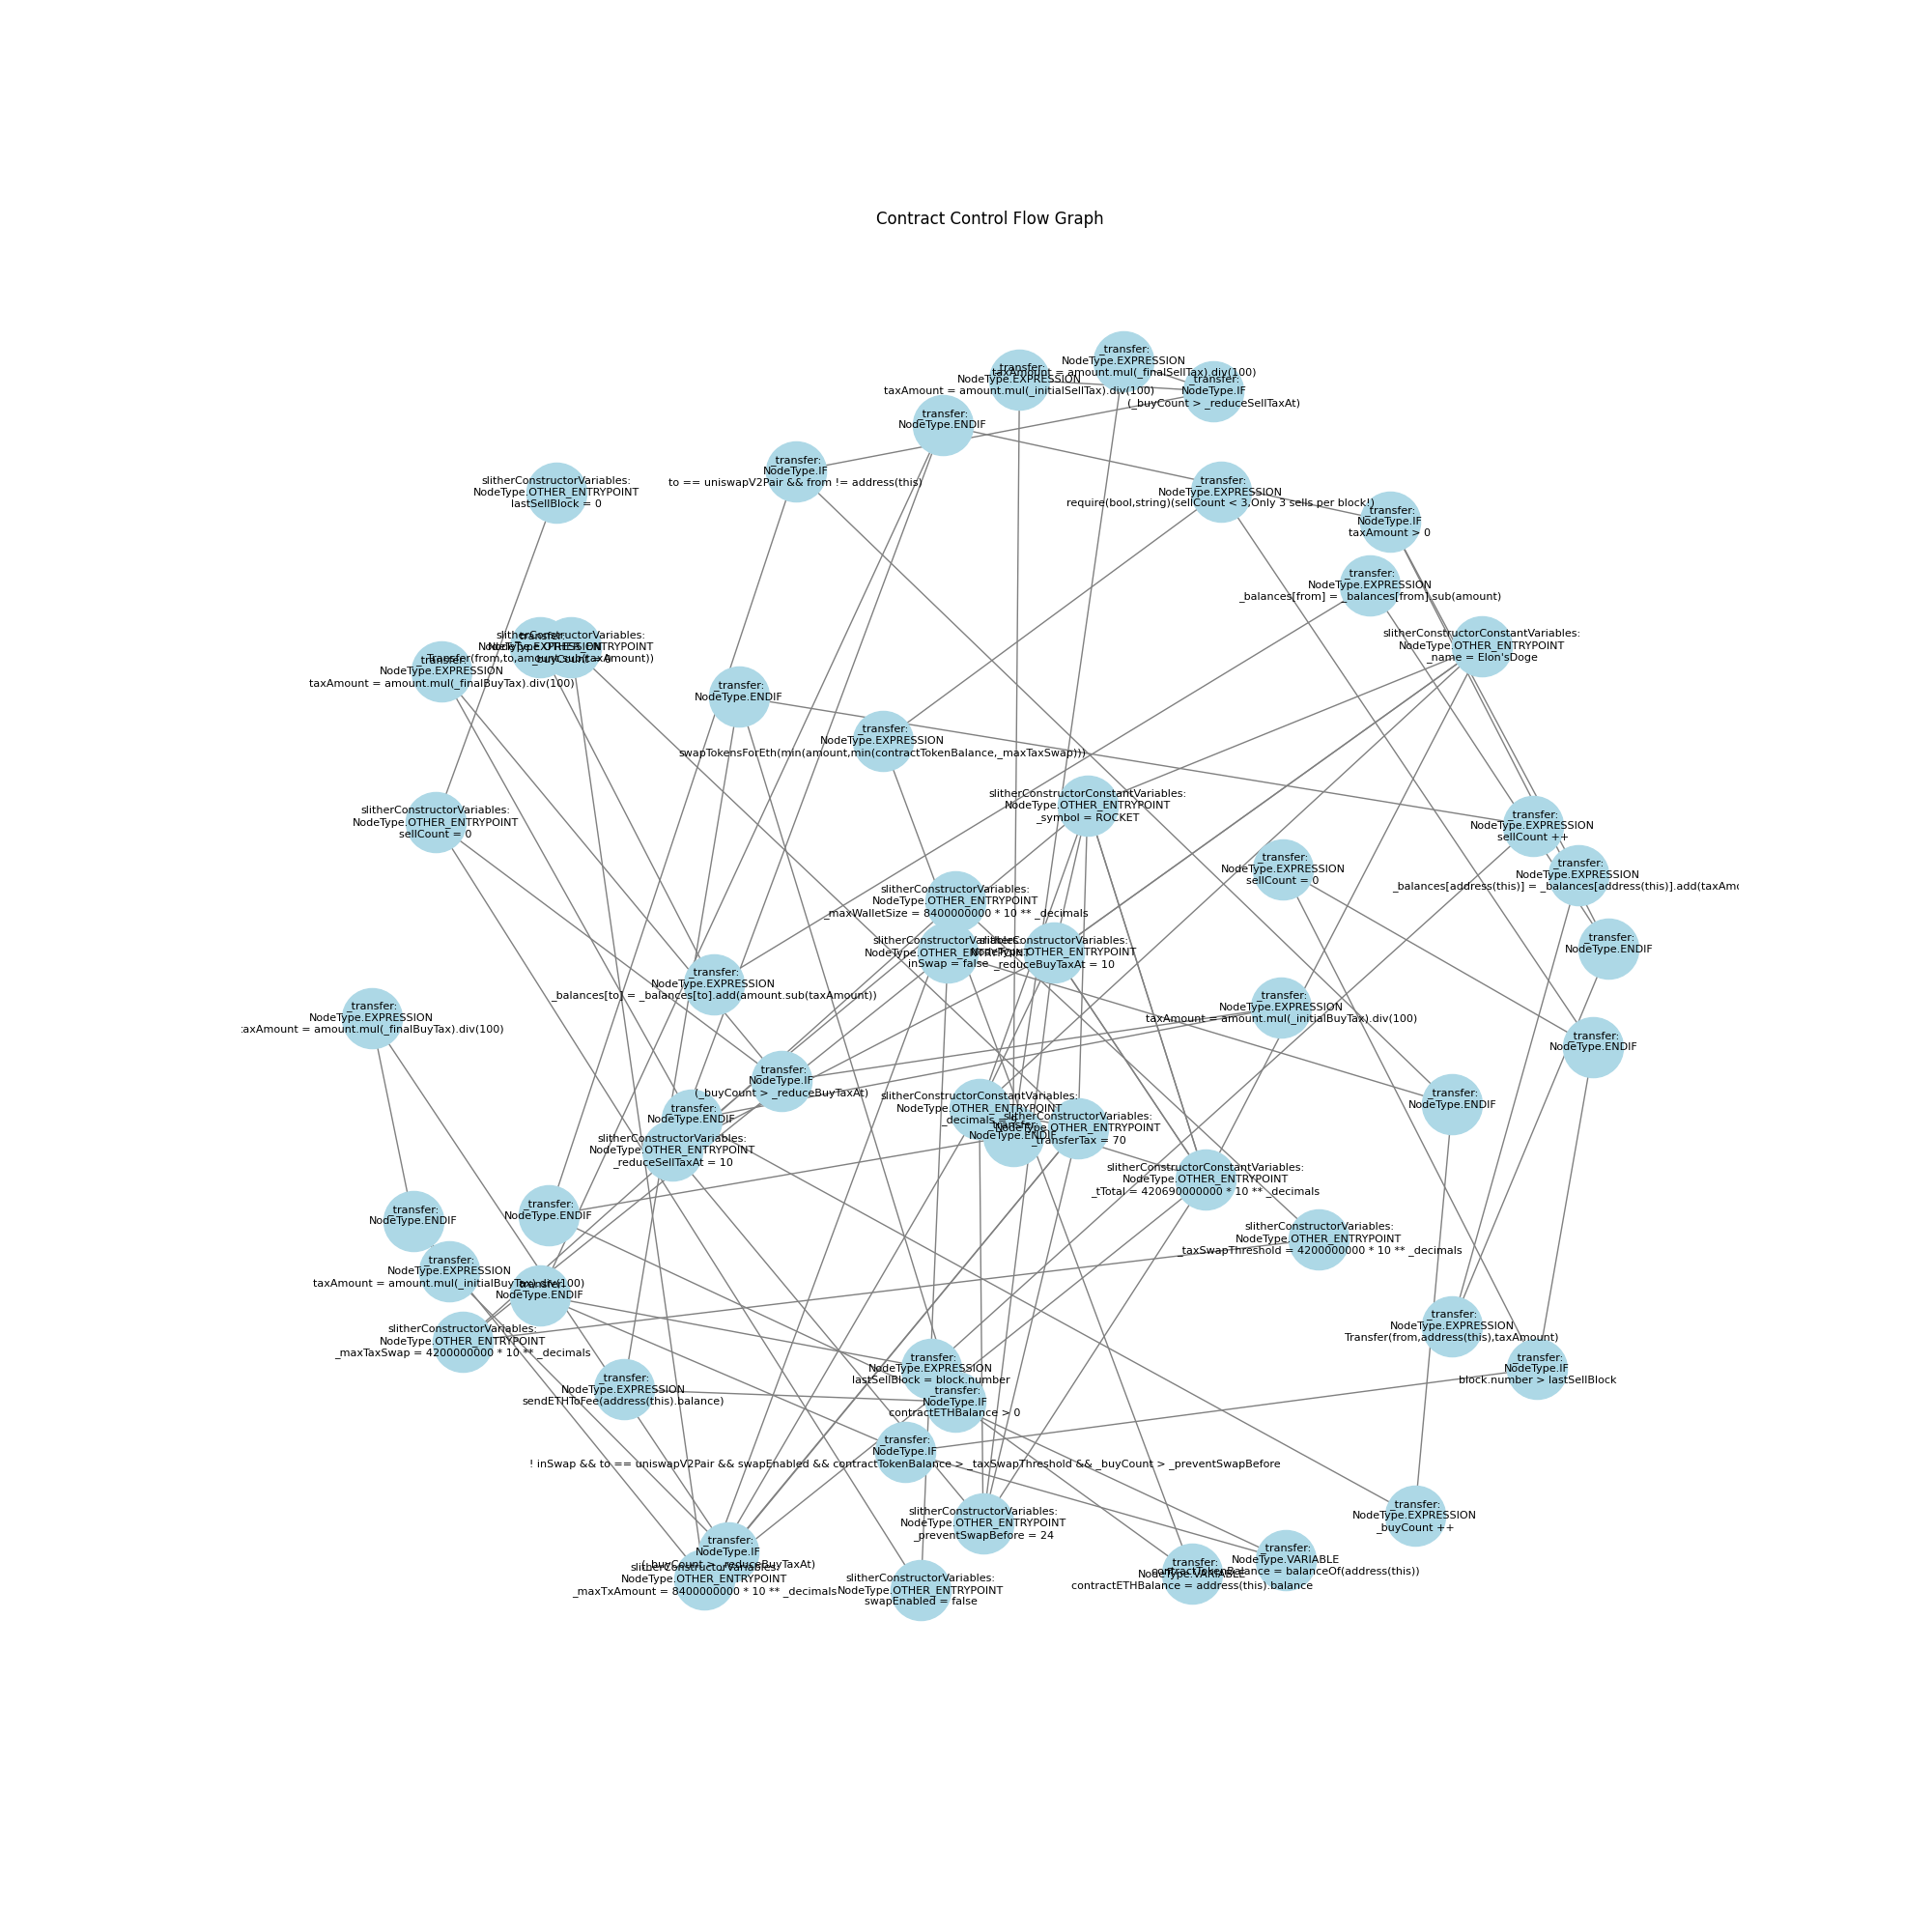 Contract Control Flow Graph
_transfer:
NodeType.EXPRESSION
taxAmount = amount.mul(_finalSellTax).div(100)
_transfer:
NodeType.EXPRESSION
taxAmount = amount.mul(_initialSellTax).div(100)
_transfer:
NodeType.IF
(_buyCount > _reduceSellTaxAt)
_transfer:
NodeType.ENDIF
_transfer:
NodeType.IF
to == uniswapV2Pair && from != address(this)
slitherConstructorVariables:
NodeType.OTHER_ENTRYPOINT
lastSellBlock = 0
_transfer:
NodeType.EXPRESSION
require(bool,string)(sellCount < 3,Only 3 sells per block!)
_transfer:
NodeType.IF
taxAmount > 0
_transfer:
NodeType.EXPRESSION
_balances[from] = _balances[from].sub(amount)
_transfer:
NodeType.EXPRESSION
Transfer(from,to,amount.sub(taxAmount))
slitherConstructorVariables:
NodeType.OTHER_ENTRYPOINT
_buyCount = 0
slitherConstructorConstantVariables:
NodeType.OTHER_ENTRYPOINT
_name = Elon'sDoge
_transfer:
NodeType.EXPRESSION
taxAmount = amount.mul(_finalBuyTax).div(100)
_transfer:
NodeType.ENDIF
_transfer:
NodeType.EXPRESSION
swapTokensForEth(min(amount,min(contractTokenBalance,_maxTaxSwap)))
slitherConstructorConstantVariables:
NodeType.OTHER_ENTRYPOINT
_symbol = ROCKET
slitherConstructorVariables:
NodeType.OTHER_ENTRYPOINT
sellCount = 0
_transfer:
NodeType.EXPRESSION
sellCount ++
_transfer:
NodeType.EXPRESSION
sellCount = 0
_transfer:
NodeType.EXPRESSION
_balances[address(this)] = _balances[address(this)].add(taxAm
slitherConstructorVariables:
NodeType.OTHER_ENTRYPOINT
_maxWalletSize = 8400000000 * 10 ** _decimals
slitherConstructorVariables:
NodeType.OTHER_ENTRYPOINT
inSwap = false
slitherConstructorVariables:
NodeType.OTHER_ENTRYPOINT
_reduceBuyTaxAt = 10
_transfer:
NodeType.ENDIF
_transfer:
NodeType.EXPRESSION
_balances[to] = _balances[to].add(amount.sub(taxAmount))
_transfer:
NodeType.EXPRESSION
taxAmount = amount.mul(_initialBuyTax).div(100)
_transfer:
NodeType.EXPRESSION
taxAmount = amount.mul(_finalBuyTax).div(100)
_transfer:
NodeType.ENDIF
_transfer:
NodeType.IF
(_buyCount > _reduceBuyTaxAt)
_transfer:
NodeType.ENDIF
slitherConstructorConstantVariables:
NodeType.OTHER_ENTRYPOINT
_decimals = 9
_transfer:
NodeType.ENDIF
_transfer:
NodeType.ENDIF
slitherConstructorVariables:
NodeType.OTHER_ENTRYPOINT
_transferTax = 70
slitherConstructorVariables:
NodeType.OTHER_ENTRYPOINT
_reduceSellTaxAt = 10
slitherConstructorConstantVariables:
NodeType.OTHER_ENTRYPOINT
_tTotal = 420690000000 * 10 ** _decimals
_transfer:
NodeType.ENDIF
_transfer:
NodeType.ENDIF
slitherConstructorVariables:
NodeType.OTHER_ENTRYPOINT
_taxSwapThreshold = 4200000000 * 10 ** _decimals
_transfer:
NodeType.EXPRESSION
taxAmount = amount.mul(_initialBuyTax).div(100)
_transfer:
NodeType.ENDIF
slitherConstructorVariables:
NodeType.OTHER_ENTRYPOINT
_maxTaxSwap = 4200000000 * 10 ** _decimals
_transfer:
NodeType.EXPRESSION
Transfer(from,address(this),taxAmount)
_transfer:
NodeType.EXPRESSION
lastSellBlock = block.number
_transfer:
NodeType.IF
block.number > lastSellBlock
_transfer:
NodeType.EXPRESSION
sendETHToFee(address(this).balance)
_transfer:
NodeType.IF
contractETHBalance > 0
_transfer:
NodeType.IF
! inSwap && to == uniswapV2Pair && swapEnabled && contractTokenBalance > _taxSwapThreshold && _buyCount > _preventSwapBefore
slitherConstructorVariables:
NodeType.OTHER_ENTRYPOINT
_preventSwapBefore = 24
_transfer:
NodeType.EXPRESSION
_buyCount ++
_transfer:
NodeType.IF
(_buyCount > _reduceBuyTaxAt)
slitherConstructorVariables:
NodeType.OTHER_ENTRYPOINT
_maxTxAmount = 8400000000 * 10 ** _decimals
_transfer:
NodeType.VARIABLE
contractTokenBalance = balanceOf(address(this))
_transfer:
NodeType.VARIABLE
contractETHBalance = address(this).balance
slitherConstructorVariables:
NodeType.OTHER_ENTRYPOINT
swapEnabled = false